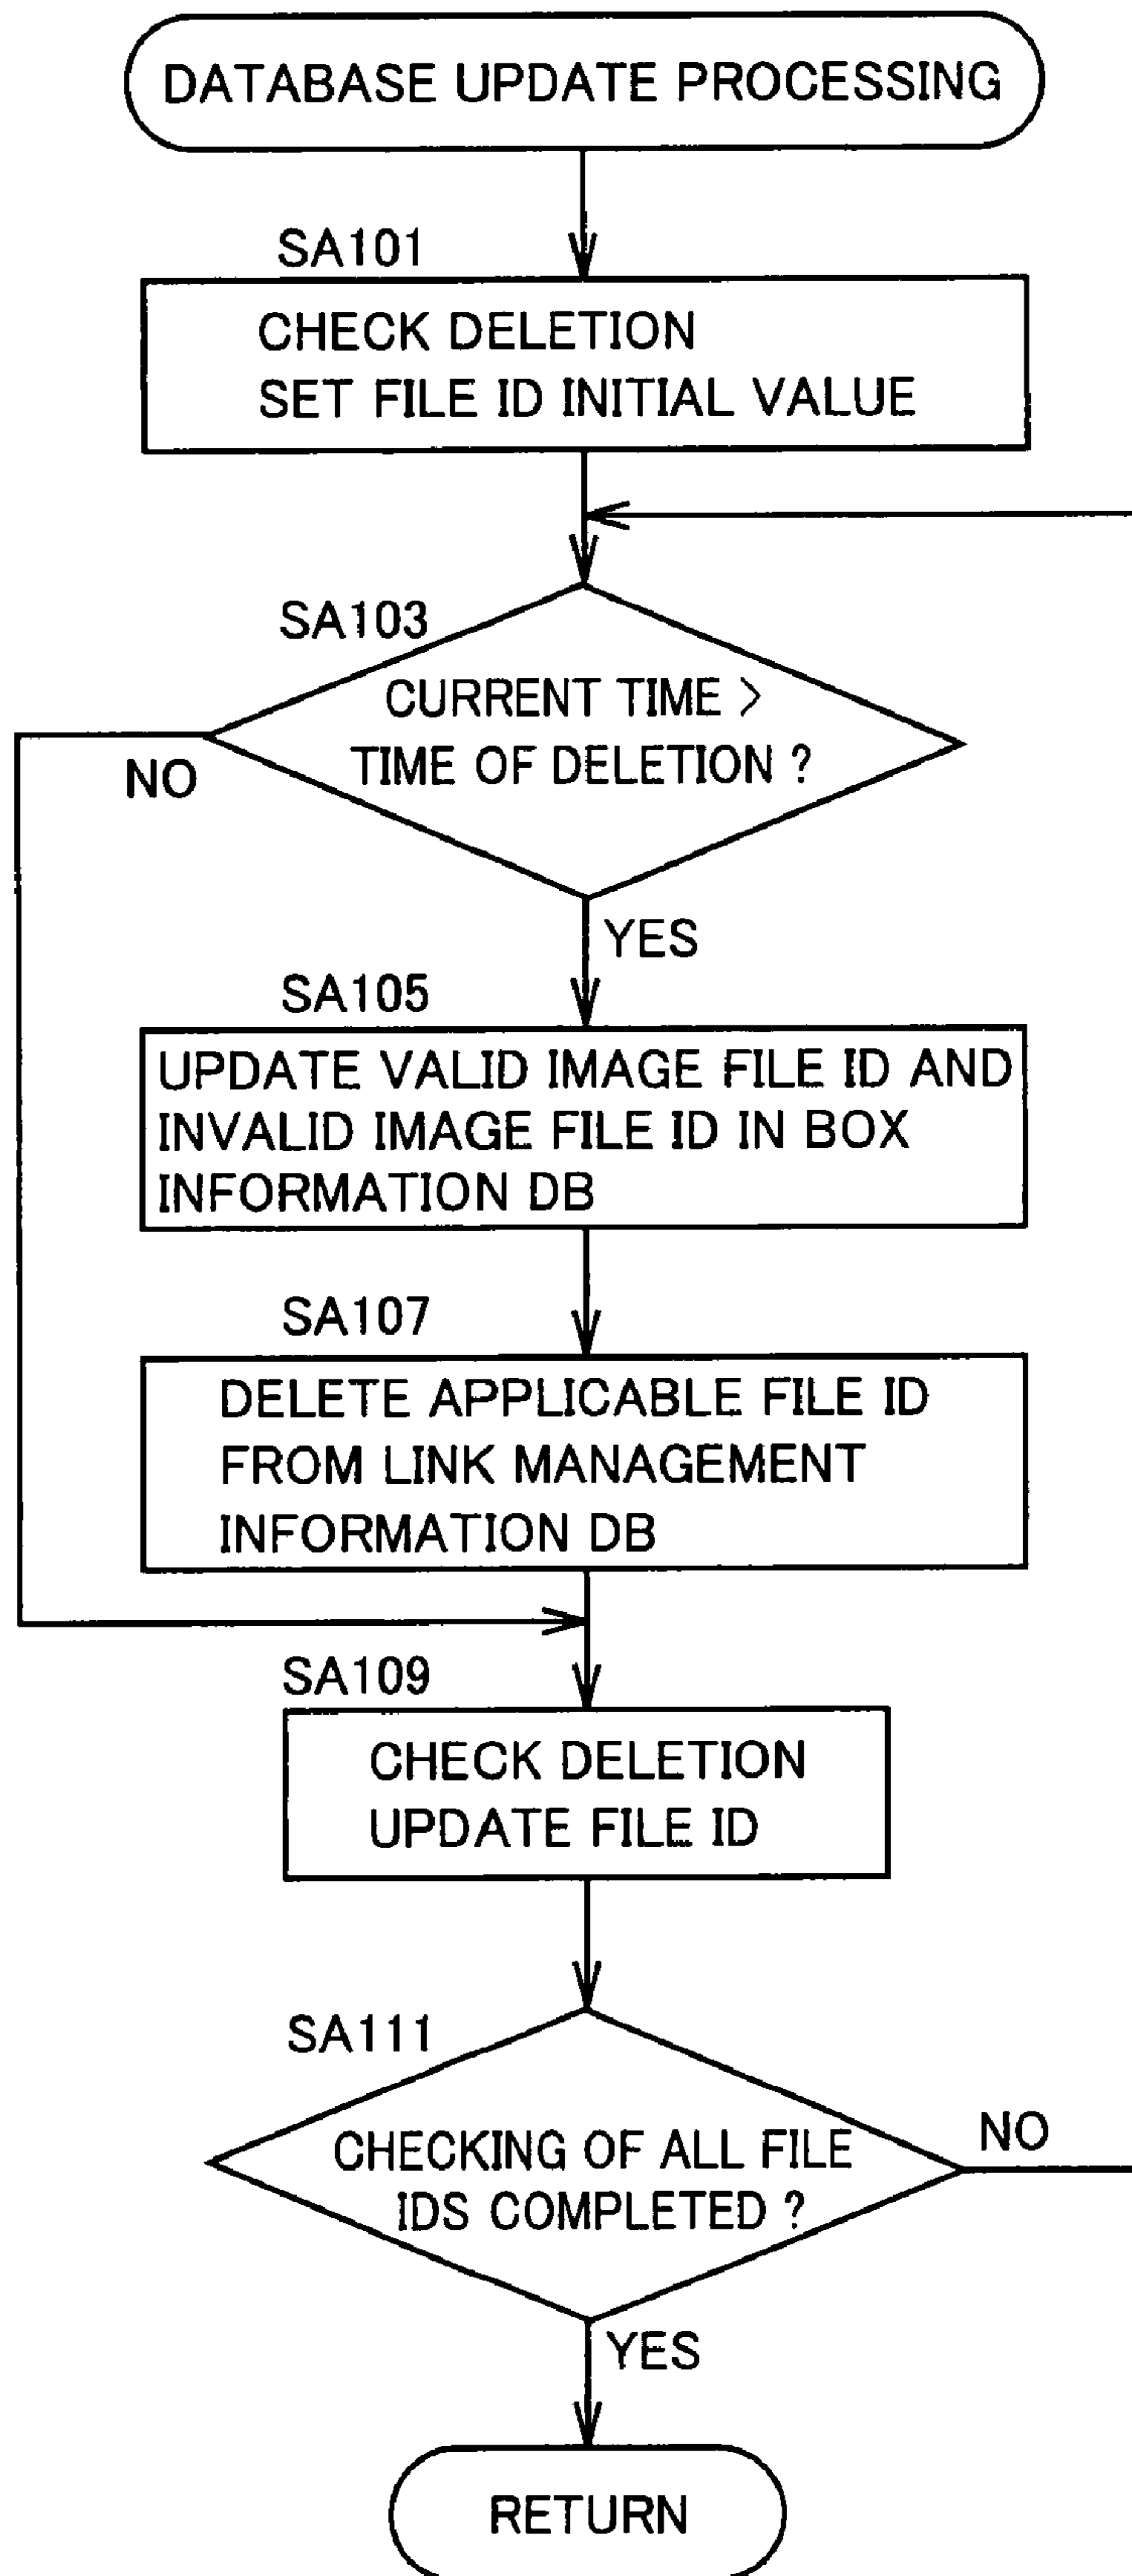 DATABASE UPDATE PROCESSING
SA101
CHECK DELETION
SET FILE ID INITIAL VALUE
SA103
CURRENT TIME >
TIME OF DELETION ?
NO
YES
SA105
UPDATE VALID IMAGE FILE ID AND
INVALID IMAGE FILE ID IN BOX
INFORMATION DB
SA107
DELETE APPLICABLE FILE ID
FROM LINK MANAGEMENT
INFORMATION DB
SA109
CHECK DELETION
UPDATE FILE ID
SA111
CHECKING OF ALL FILE
IDS COMPLETED ?
NO
YES
RETURN